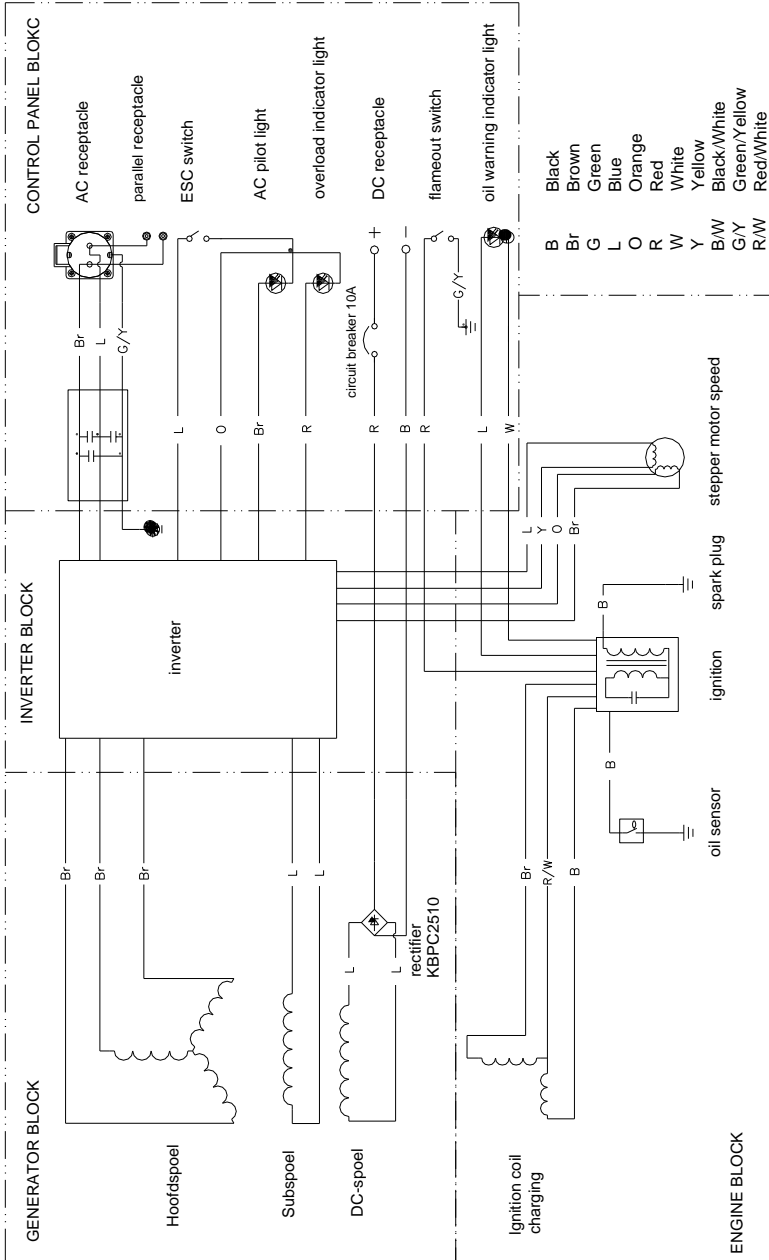 CONTROL PANEL BLOKC
AC receptacle
parallel receptacle
ESC switch
AC pilot light
overload indicator light
DC receptacle
flameout switch
oil warning indicator light
+
−
circuit breaker 10A
G/Y
Br
L
G/Y
L
O
Br
R
R
B
R
L
W
B Black
Br Brown
G Green
L Blue
O Orange
R Red
W White
Y Yellow
B/W Black/White
G/Y Green/Yellow
R/W Red/White
INVERTER BLOCK
inverter
L
Y
O
Br
stepper motor speed
spark plug
B
ignition
B
oil sensor
GENERATOR BLOCK
Br
Br
Br
L
L
L
L
rectifier
KBPC2510
Hoofdspoel
Subspoel
DC-spoel
Br
R/W
B
Ignition coil
charging
ENGINE BLOCK